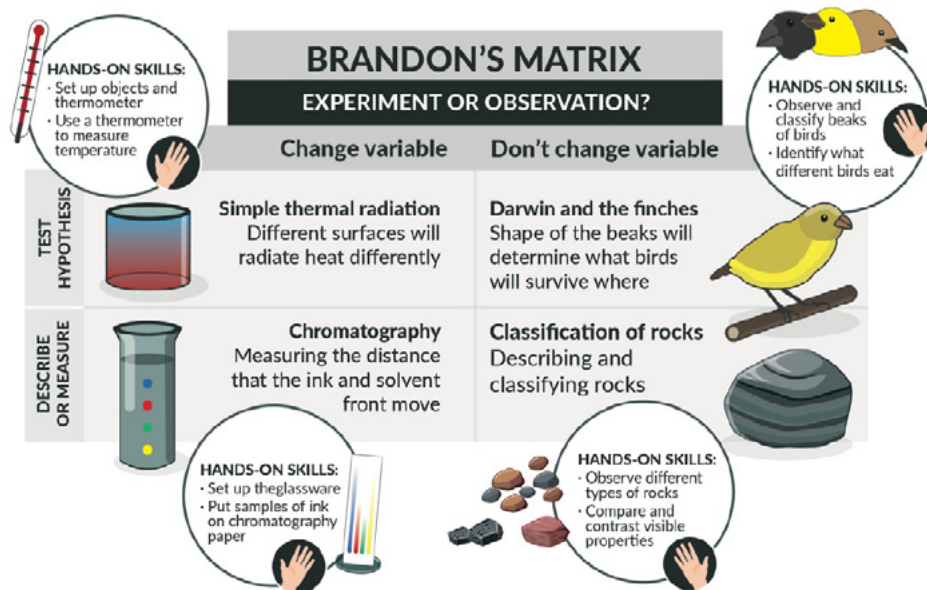 BRANDON'S MATRIX
EXPERIMENT OR OBSERVATION?
Change variable
Don't change variable
HANDS-ON SKILLS:
· Set up objects and
thermometer
· Use a thermometer
to measure
temperature
HANDS-ON SKILLS:
· Observe and
classify beaks
of birds
· Identify what
different birds eat
TEST
HYPOTHESIS
Simple thermal radiation
Different surfaces will
radiate heat differently
Darwin and the finches
Shape of the beaks will
determine what birds
will survive where
DESCRIBE
OR MEASURE
Chromatography
Measuring the distance
that the ink and solvent
front move
Classification of rocks
Describing and
classifying rocks
HANDS-ON SKILLS:
· Set up theglassware
· Put samples of ink
on chromatography
paper
HANDS-ON SKILLS:
· Observe different
types of rocks
· Compare and
contrast visible
properties